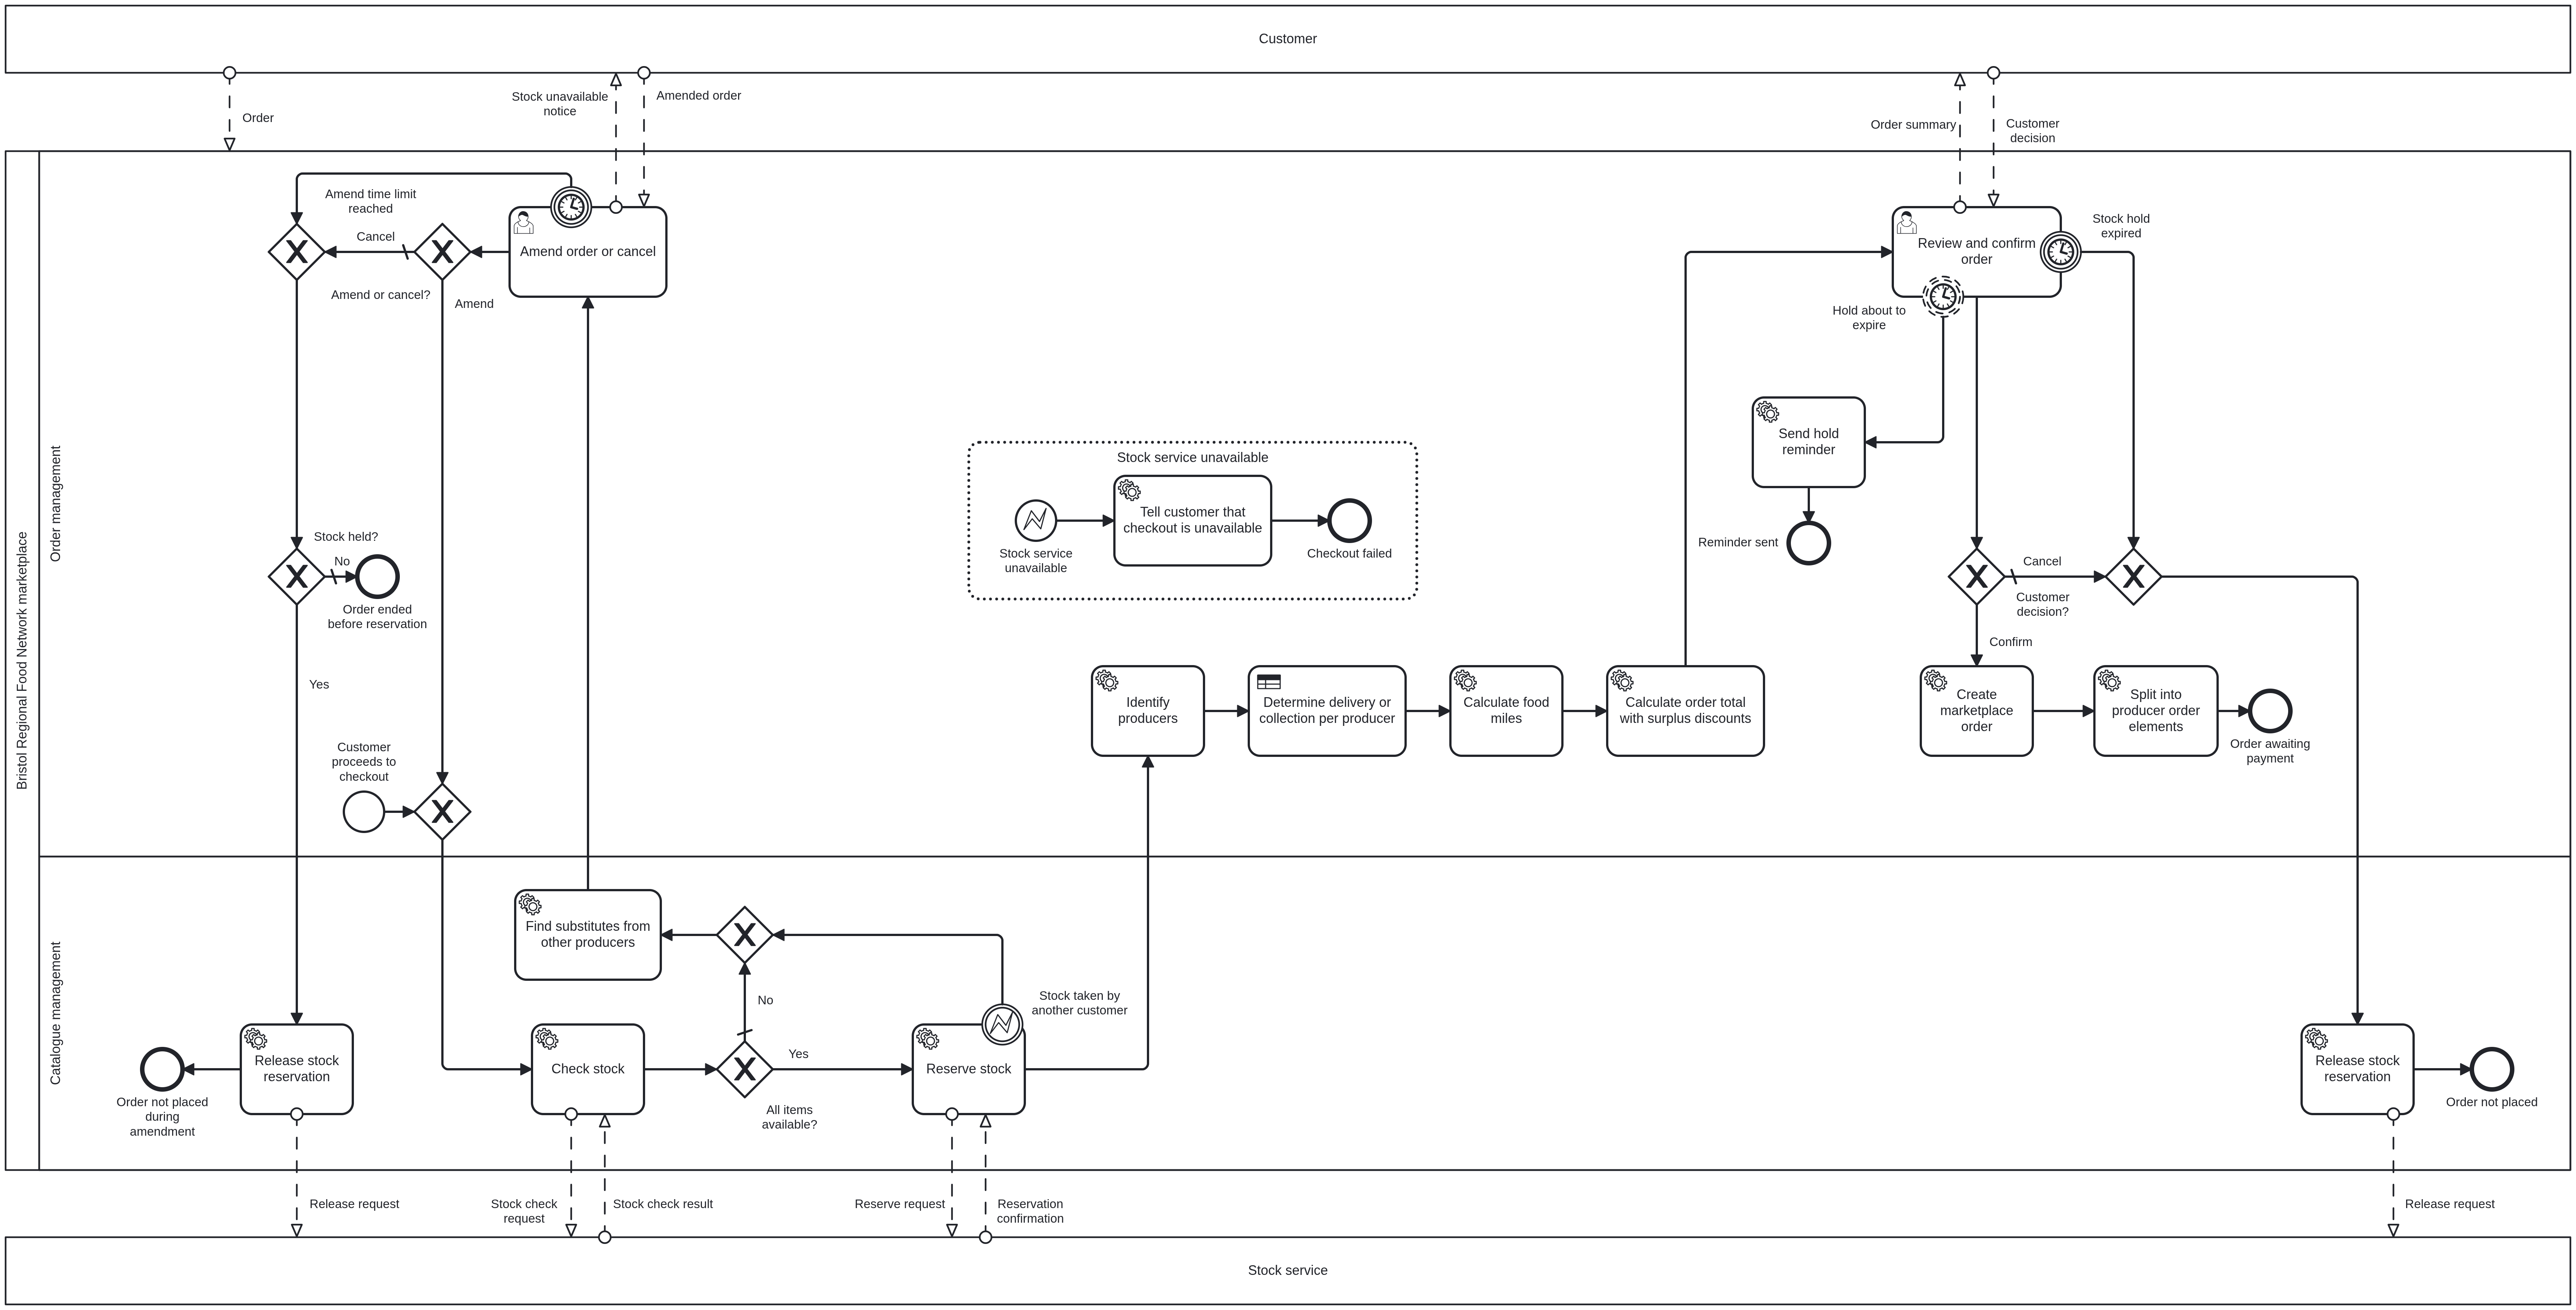 Customer
Order
Stock unavailable
notice
Amended order
Order summary
Customer
decision
Bristol Regional Food Network marketplace
Order management
Amend time limit
reached
Cancel
Amend or cancel?
Amend
Amend order or cancel
Review and confirm
order
Stock hold
expired
Hold about to
expire
Send hold
reminder
Reminder sent
Stock service unavailable
Stock service
unavailable
Tell customer that
checkout is unavailable
Checkout failed
Stock held?
No
Order ended
before reservation
Yes
Cancel
Customer
decision?
Confirm
Customer
proceeds to
checkout
Identify
producers
Determine delivery or
collection per producer
Calculate food
miles
Calculate order total
with surplus discounts
Create
marketplace
order
Split into
producer order
elements
Order awaiting
payment
Catalogue management
Find substitutes from
other producers
No
Stock taken by
another customer
Order not placed
during
amendment
Release stock
reservation
Check stock
Yes
All items
available?
Reserve stock
Release stock
reservation
Order not placed
Release request
Stock check
request
Stock check result
Reserve request
Reservation
confirmation
Release request
Stock service